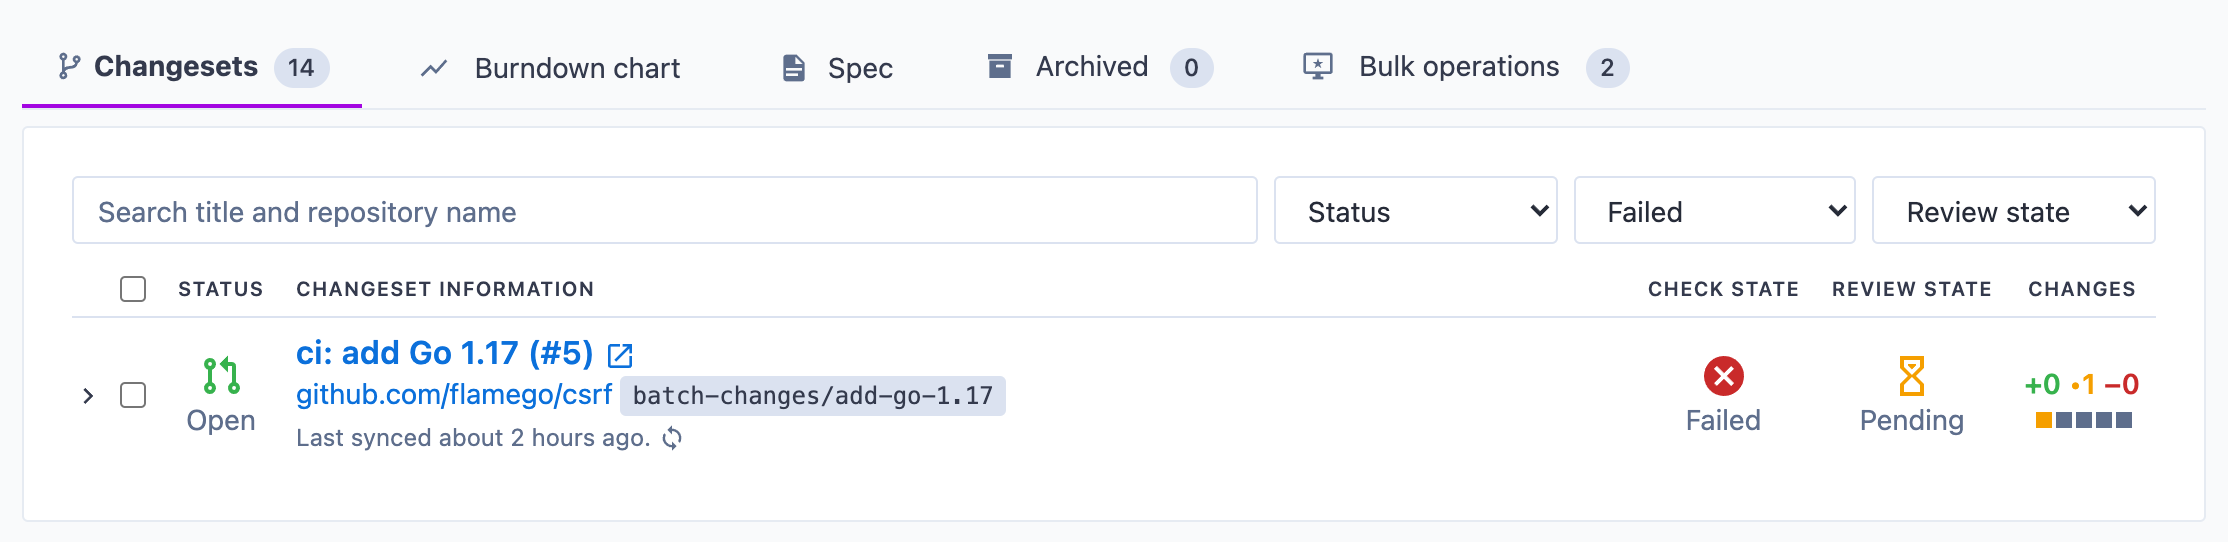 Changesets 14 Burndown chart Spec Archived 0 Bulk operations 2
Search title and repository name Status Failed Review state
STATUS CHANGESET INFORMATION CHECK STATE REVIEW STATE CHANGES
ci: add Go 1.17 (#5)
github.com/flamego/csrf batch-changes/add-go-1.17
Last synced about 2 hours ago.
Open
Failed
Pending
+0 •1 −0